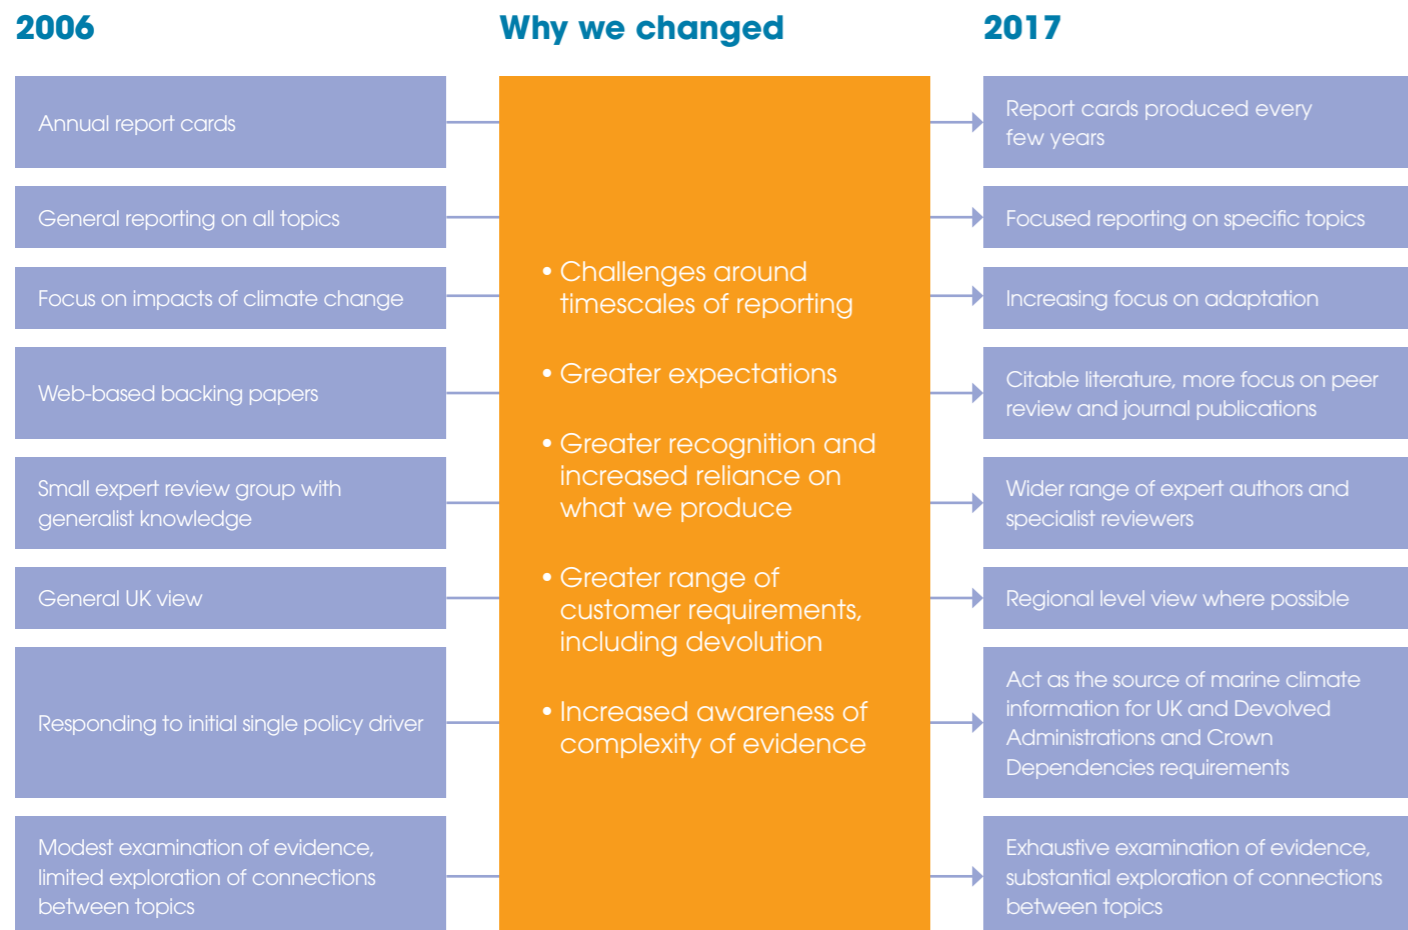 2006
Why we changed
2017
Annual report cards
General reporting on all topics
Focus on impacts of climate change
Web-based backing papers
Small expert review group with
generalist knowledge
General UK view
Responding to initial single policy driver
Modest examination of evidence,
limited exploration of connections
between topics
• Challenges around
timescales of reporting
• Greater expectations
• Greater recognition and
increased reliance on
what we produce
• Greater range of
customer requirements,
including devolution
• Increased awareness of
complexity of evidence
Report cards produced every
few years
Focused reporting on specific topics
Increasing focus on adaptation
Citable literature, more focus on peer
review and journal publications
Wider range of expert authors and
specialist reviewers
Regional level view where possible
Act as the source of marine climate
information for UK and Devolved
Administrations and Crown
Dependencies requirements
Exhaustive examination of evidence,
substantial exploration of connections
between topics